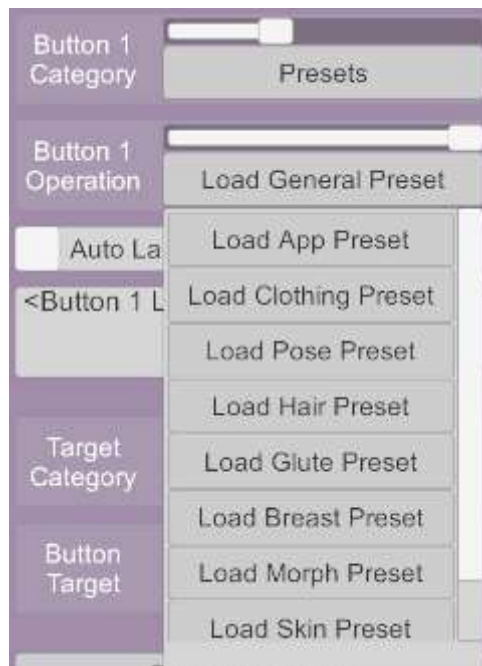 Button 1
Category
Presets
Button 1
Operation
Load General Preset
Auto La
<Button 1 L
Load App Preset
Load Clothing Preset
Load Pose Preset
Load Hair Preset
Target
Category
Load Glute Preset
Load Breast Preset
Button
Target
Load Morph Preset
Load Skin Preset